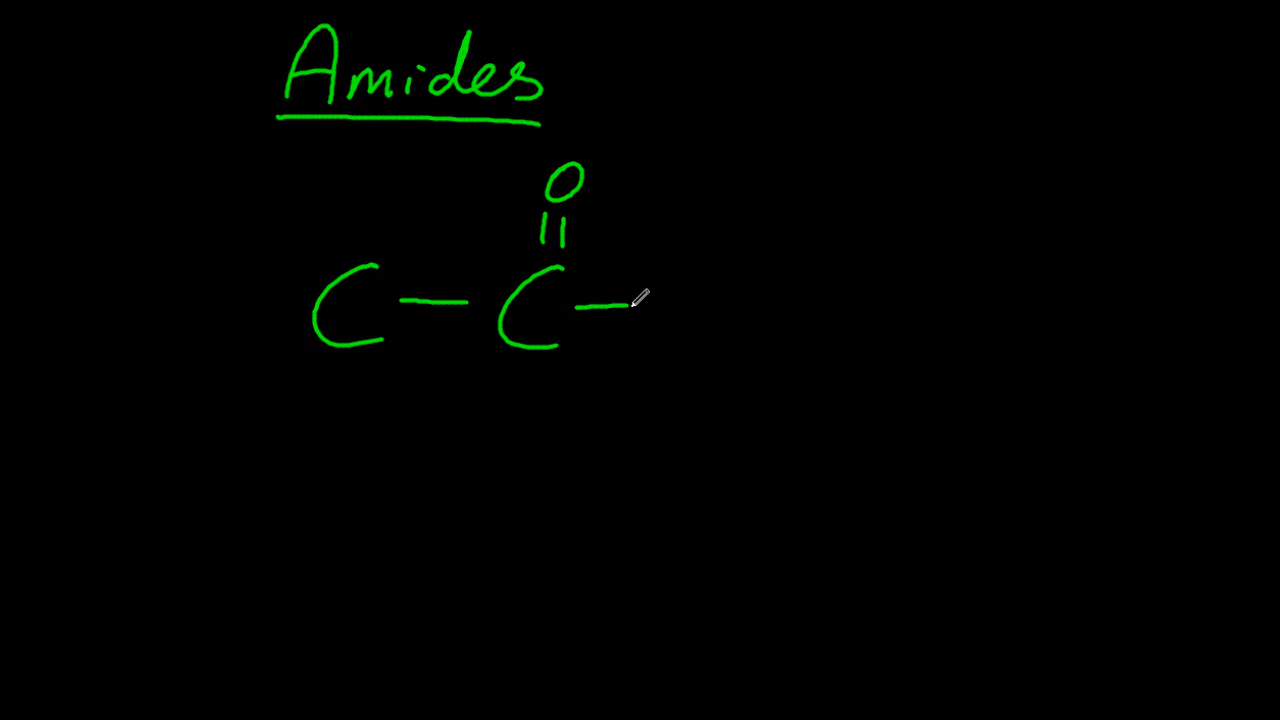 Amides
O
||
C — C —